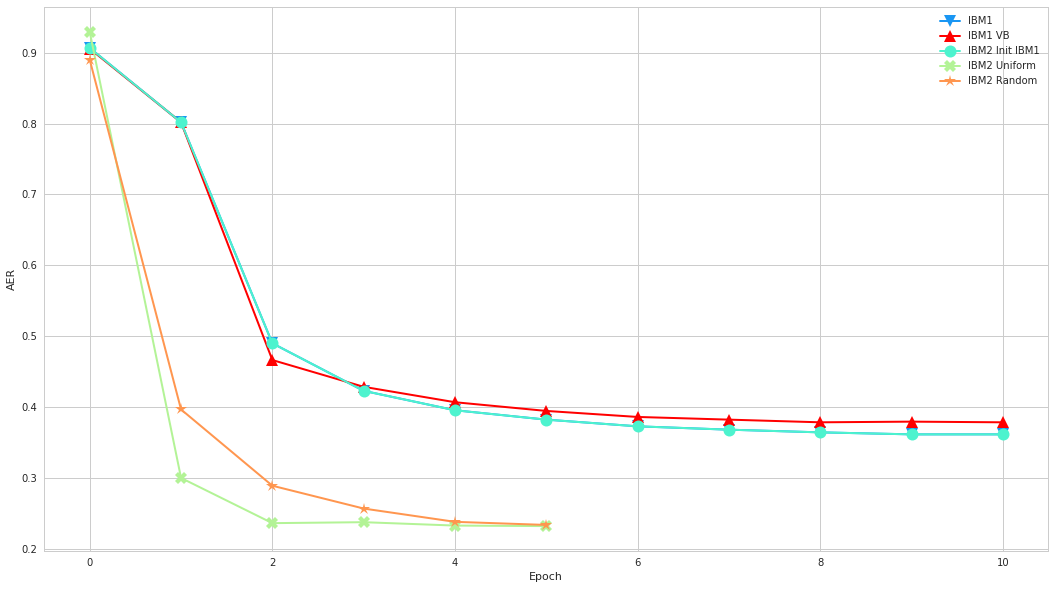 IBM1
IBM1 VB
IBM2 Init IBM1
IBM2 Uniform
IBM2 Random
0.9
0.8
0.7
0.6
0.5
0.4
0.3
0.2
AER
0 2 4 6 8 10
Epoch